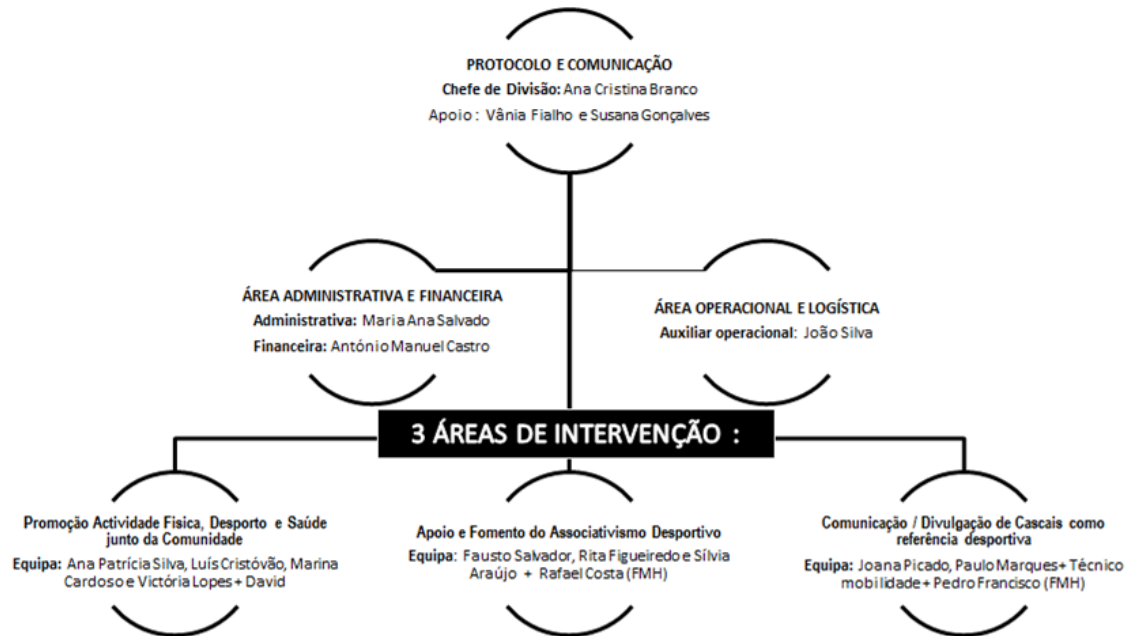 PROTOCOLO E COMUNICAÇÃO
Chefe de Divisão: Ana Cristina Branco
Apoio : Vânia Fialho e Susana Gonçalves
ÁREA ADMINISTRATIVA E FINANCEIRA
Administrativa: Maria Ana Salvado
Financeira: António Manuel Castro
ÁREA OPERACIONAL E LOGÍSTICA
Auxiliar operacional: João Silva
3 ÁREAS DE INTERVENÇÃO :
Promoção Actividade Fisica, Desporto e Saúde
junto da Comunidade
Equipa: Ana Patrícia Silva, Luís Cristóvão, Marina
Cardoso e Victória Lopes + David
Apoio e Fomento do Associativismo Desportivo
Equipa: Fausto Salvador, Rita Figueiredo e Sílvia
Araújo + Rafael Costa (FMH)
Comunicação / Divulgação de Cascais como
referência desportiva
Equipa: Joana Picado, Paulo Marques+ Técnico
mobilidade+ Pedro Francisco (FMH)